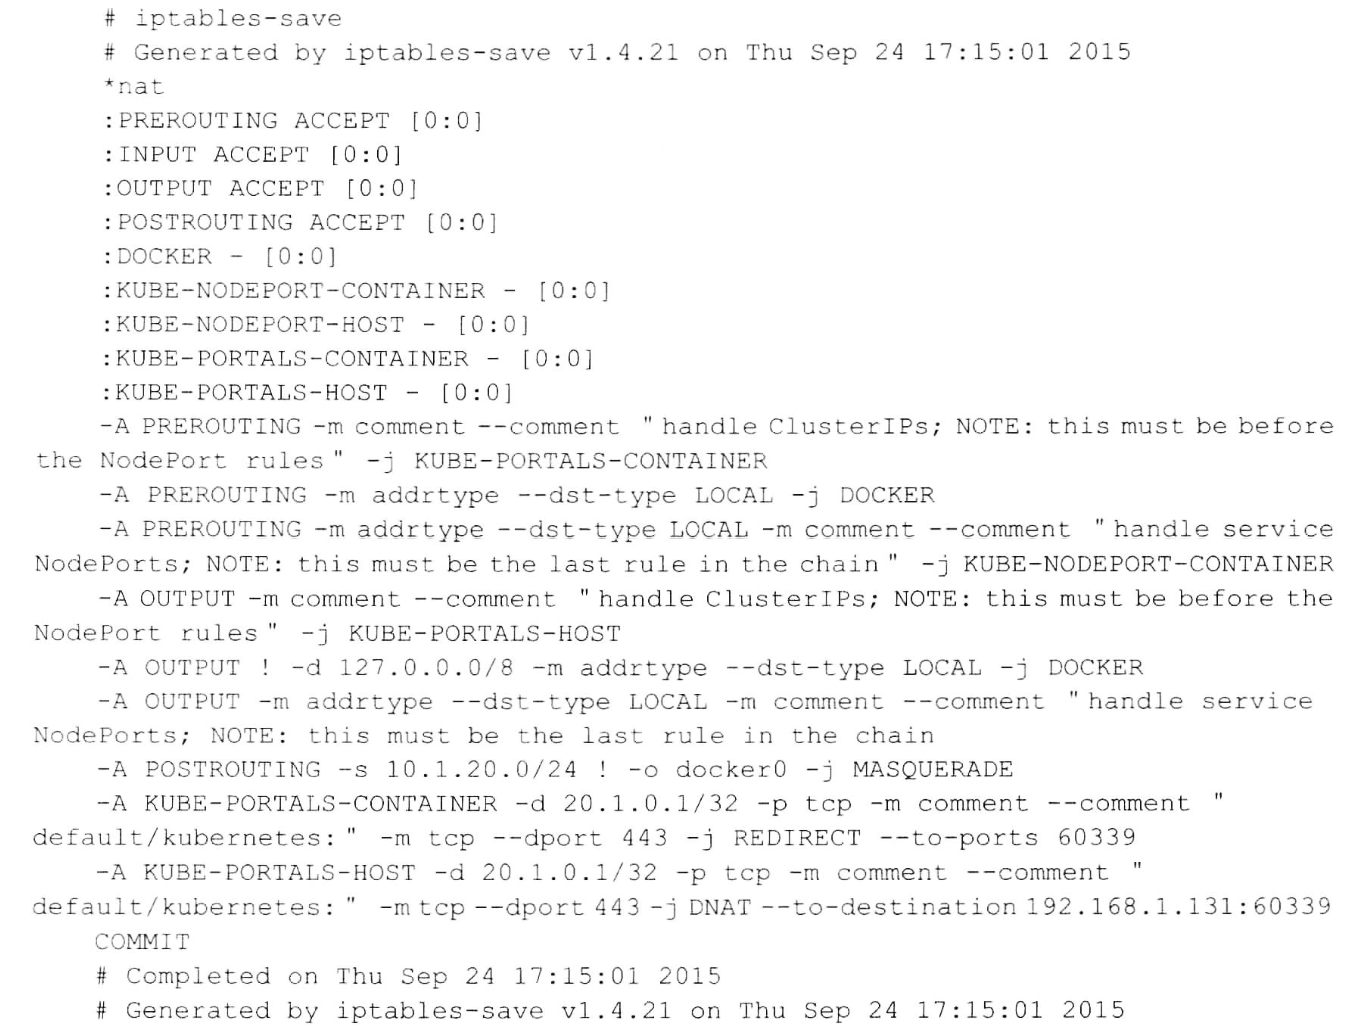 # iptables-save
# Generated by iptables-save v1.4.21 on Thu Sep 24 17:15:01 2015
*nat
:PREROUTING ACCEPT [0:0]
:INPUT ACCEPT [0:0]
:OUTPUT ACCEPT [0:0]
:POSTROUTING ACCEPT [0:0]
:DOCKER - [0:0]
:KUBE-NODEPORT-CONTAINER - [0:0]
:KUBE-NODEPORT-HOST - [0:0]
:KUBE-PORTALS-CONTAINER - [0:0]
:KUBE-PORTALS-HOST - [0:0]
-A PREROUTING -m comment --comment "handle ClusterIPs; NOTE: this must be before
the NodePort rules" -j KUBE-PORTALS-CONTAINER
-A PREROUTING -m addrtype --dst-type LOCAL -j DOCKER
-A PREROUTING -m addrtype --dst-type LOCAL -m comment --comment "handle service
NodePorts; NOTE: this must be the last rule in the chain" -j KUBE-NODEPORT-CONTAINER
-A OUTPUT -m comment --comment "handle ClusterIPs; NOTE: this must be before the
NodePort rules" -j KUBE-PORTALS-HOST
-A OUTPUT ! -d 127.0.0.0/8 -m addrtype --dst-type LOCAL -j DOCKER
-A OUTPUT -m addrtype --dst-type LOCAL -m comment --comment "handle service
NodePorts; NOTE: this must be the last rule in the chain
-A POSTROUTING -s 10.1.20.0/24 ! -o docker0 -j MASQUERADE
-A KUBE-PORTALS-CONTAINER -d 20.1.0.1/32 -p tcp -m comment --comment "
default/kubernetes:" -m tcp --dport 443 -j REDIRECT --to-ports 60339
-A KUBE-PORTALS-HOST -d 20.1.0.1/32 -p tcp -m comment --comment "
default/kubernetes:" -m tcp --dport 443 -j DNAT --to-destination 192.168.1.131:60339
COMMIT
# Completed on Thu Sep 24 17:15:01 2015
# Generated by iptables-save v1.4.21 on Thu Sep 24 17:15:01 2015